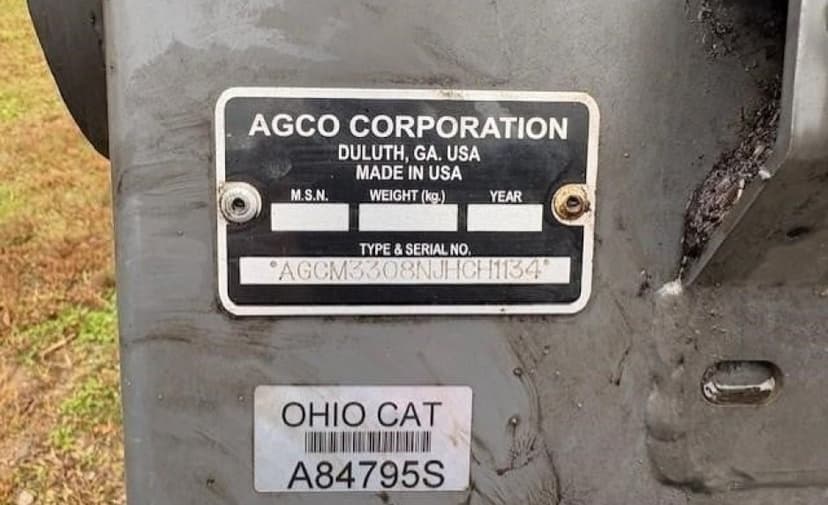 AGCO CORPORATION
DULUTH, GA. USA
MADE IN USA
M.S.N. WEIGHT (kg.) YEAR
TYPE & SERIAL NO.
*AGCM3308NJHCH1134*
OHIO CAT
A84795S